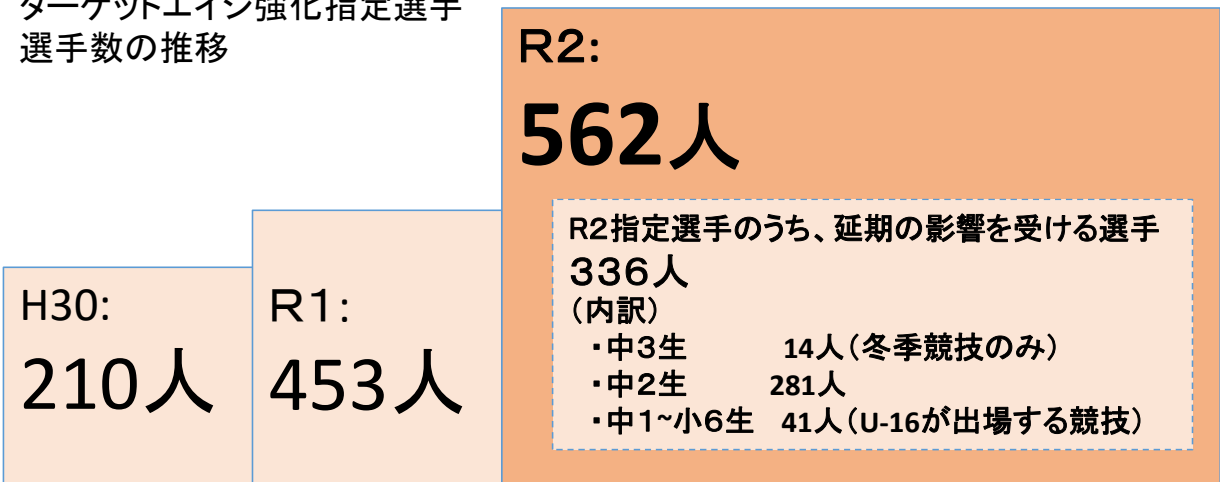 ターゲットエイジ強化指定選手
選手数の推移
R2:
562人
R2指定選手のうち、延期の影響を受ける選手
３３６人
（内訳）
・中３生 14人（冬季競技のみ）
・中２生 281人
・中１~小６生 41人（U-16が出場する競技）
H30:
210人
Ｒ１:
453人